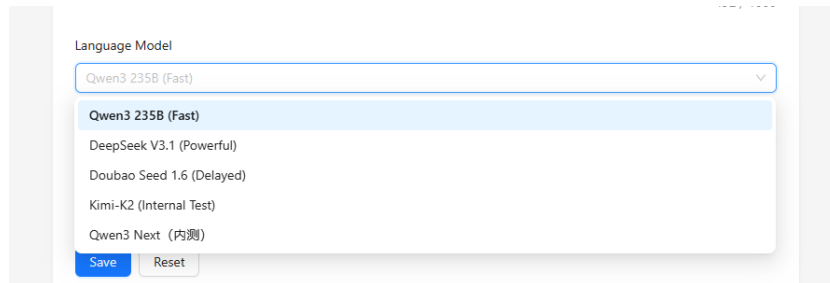 Language Model
Qwen3 235B (Fast)
Qwen3 235B (Fast)
DeepSeek V3.1 (Powerful)
Doubao Seed 1.6 (Delayed)
Kimi-K2 (Internal Test)
Qwen3 Next（内测）
Save Reset